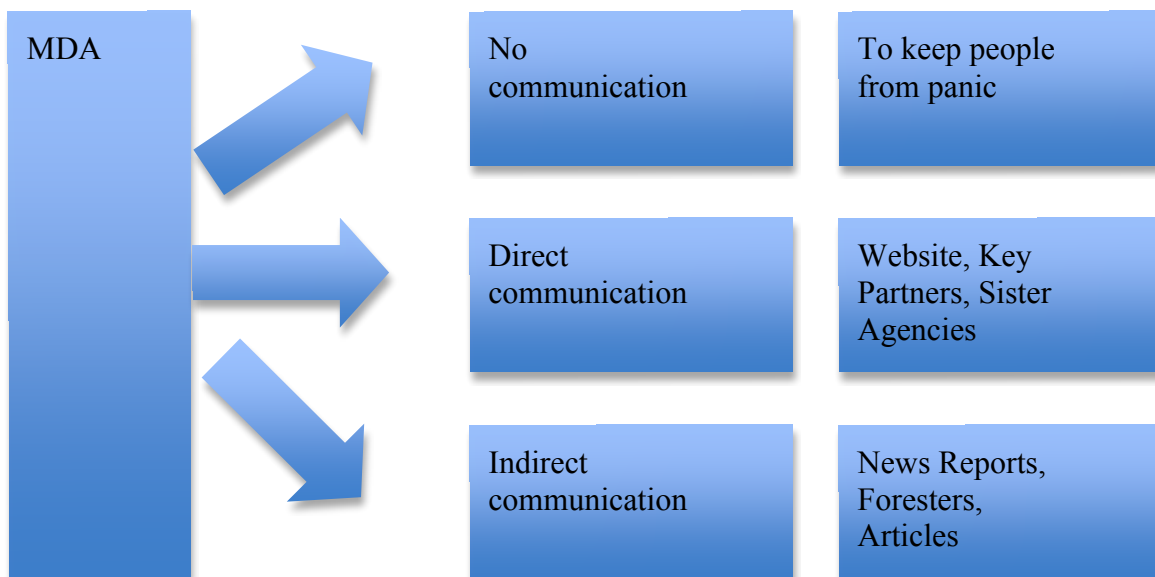 MDA
No
communication
To keep people
from panic
Direct
communication
Website, Key
Partners, Sister
Agencies
Indirect
communication
News Reports,
Foresters,
Articles